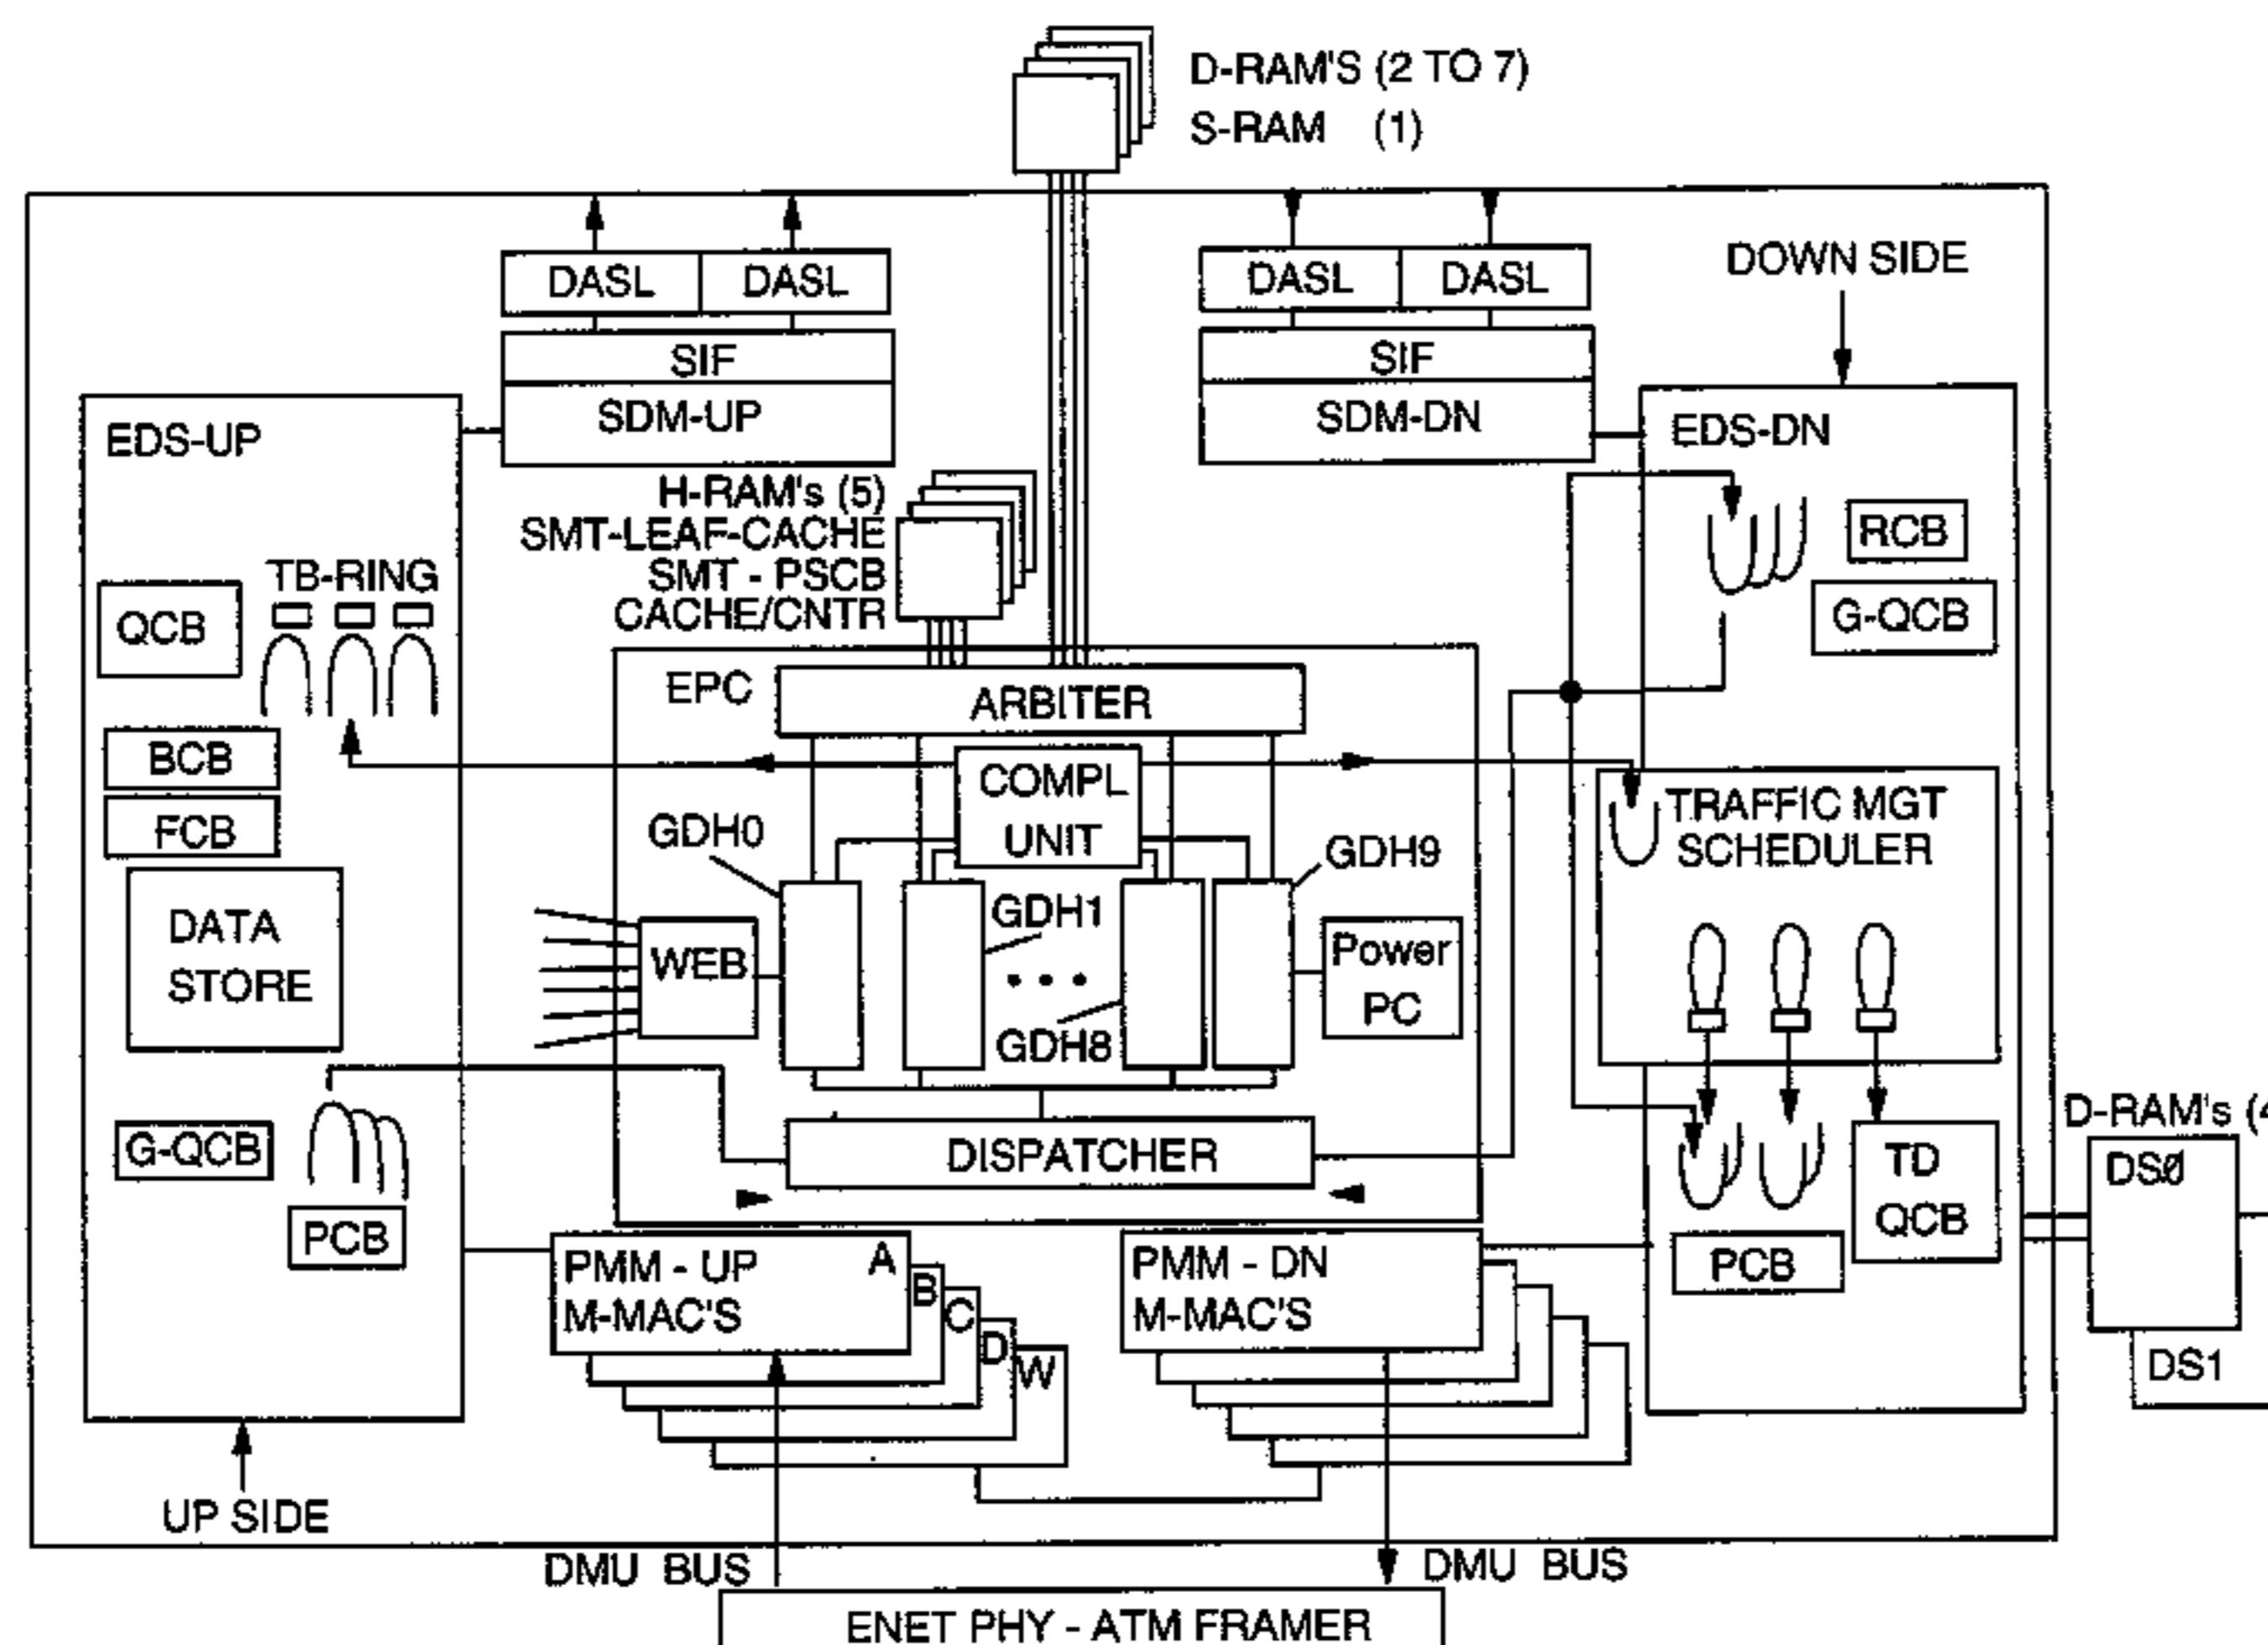 D-RAM'S (2 TO 7)
S-RAM (1)
DASL DASL
DASL DASL
DOWN SIDE
SIF
SDM-UP
SIF
SDM-DN
EDS-UP
EDS-DN
H-RAM's (5)
SMT-LEAF-CACHE
SMT - PSCB
CACHE/CNTR
RCB
G-QCB
TB-RING
QCB
BCB
FCB
DATA
STORE
G-QCB
PCB
EPC
ARBITER
COMPL
UNIT
GDH0
GDH1
GDH8
GDH9
WEB
Power
PC
DISPATCHER
TRAFFIC MGT
SCHEDULER
TD
QCB
PCB
D-RAM's (4
DS0
DS1
PMM - UP A
M-MAC'S
B
C
D
W
PMM - DN
M-MAC'S
UP SIDE
DMU BUS
DMU BUS
ENET PHY - ATM FRAMER